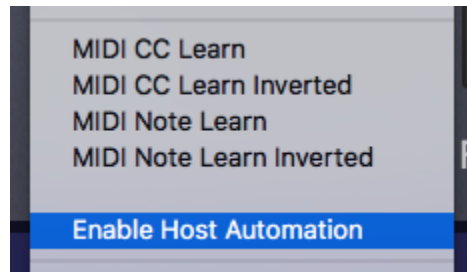 MIDI CC Learn
MIDI CC Learn Inverted
MIDI Note Learn
MIDI Note Learn Inverted
Enable Host Automation